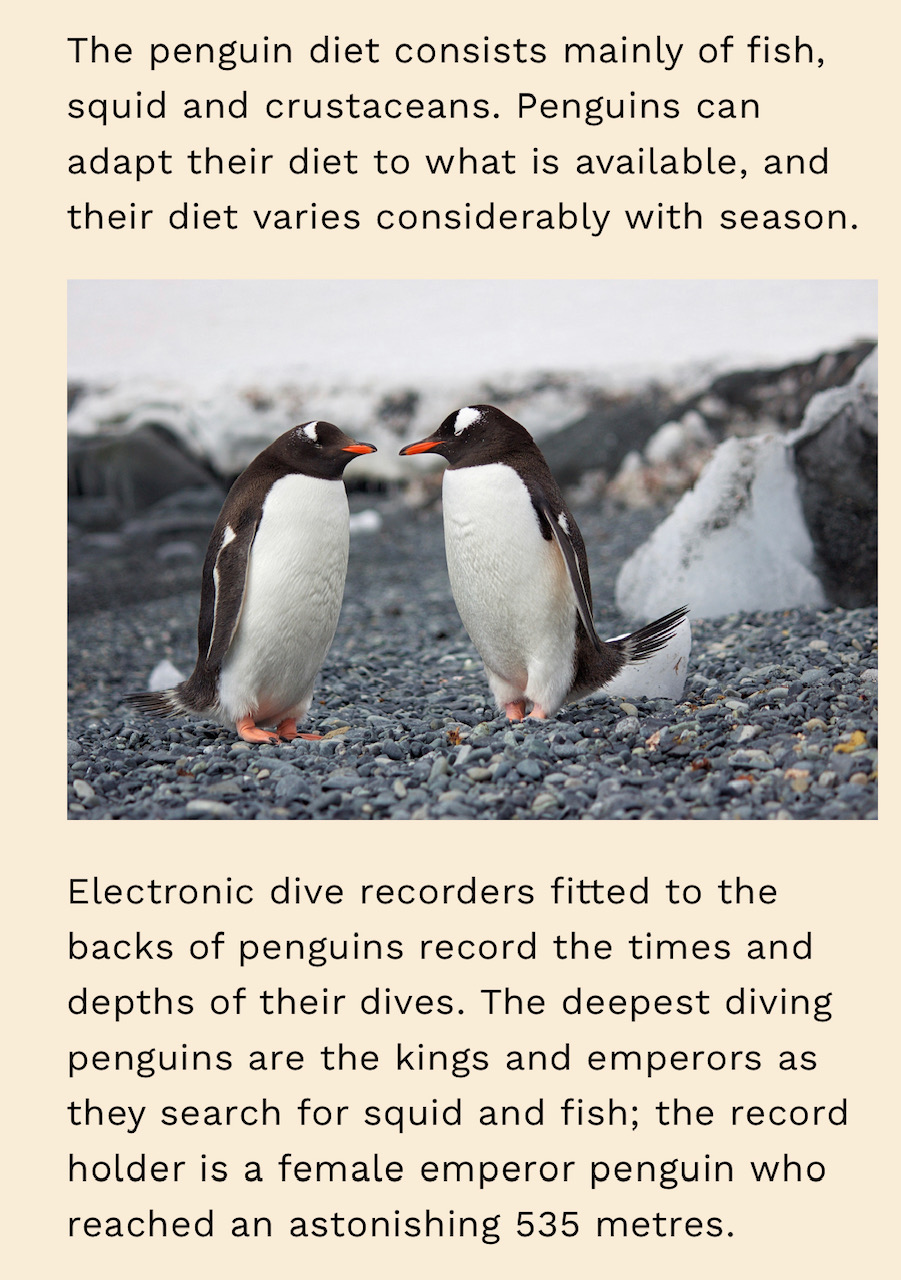 The penguin diet consists mainly of fish,
squid and crustaceans. Penguins can
adapt their diet to what is available, and
their diet varies considerably with season.
Electronic dive recorders fitted to the
backs of penguins record the times and
depths of their dives. The deepest diving
penguins are the kings and emperors as
they search for squid and fish; the record
holder is a female emperor penguin who
reached an astonishing 535 metres.